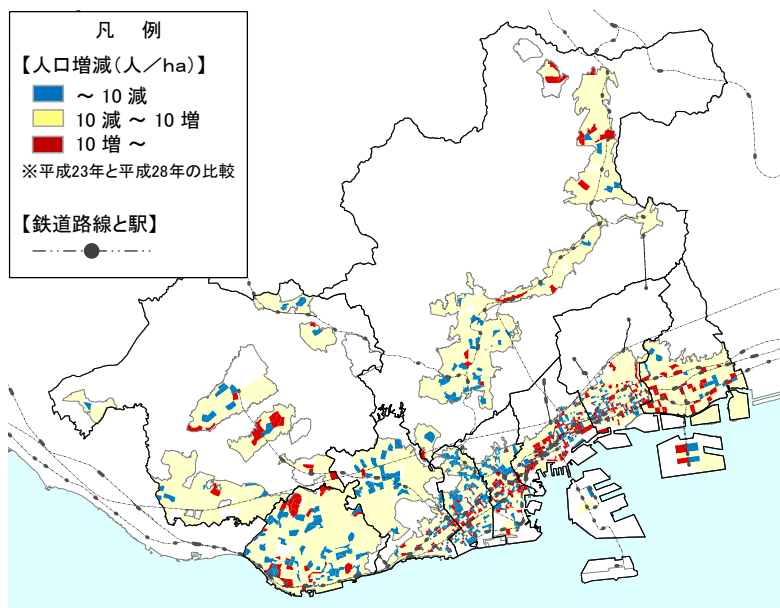 凡 例
【人口増減(人/ha)】
～ 10 減
10 減 ～ 10 増
10 増 ～
※平成23年と平成28年の比較
【鉄道路線と駅】